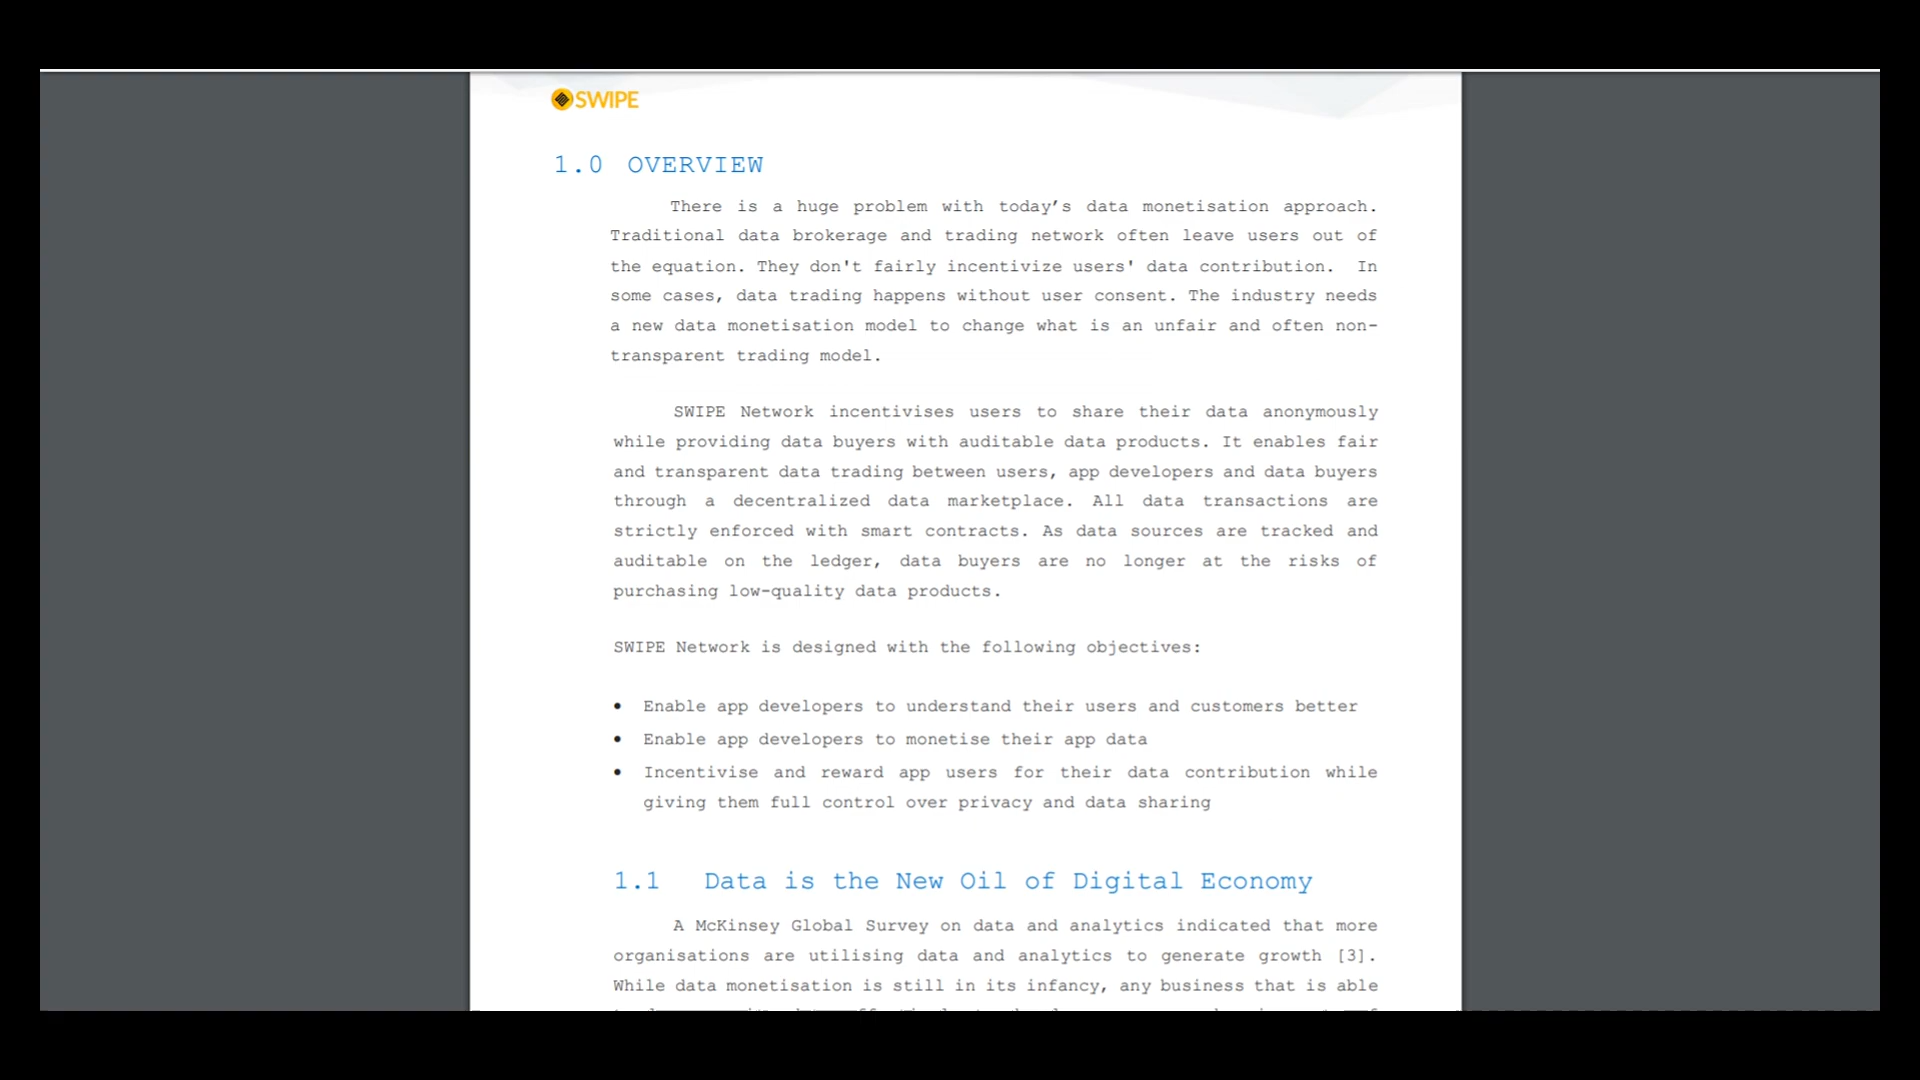 SWIPE
1.0 OVERVIEW
There is a huge problem with today’s data monetisation approach.
Traditional data brokerage and trading network often leave users out of
the equation. They don't fairly incentivize users' data contribution. In
some cases, data trading happens without user consent. The industry needs
a new data monetisation model to change what is an unfair and often non-
transparent trading model.
SWIPE Network incentivises users to share their data anonymously
while providing data buyers with auditable data products. It enables fair
and transparent data trading between users, app developers and data buyers
through a decentralized data marketplace. All data transactions are
strictly enforced with smart contracts. As data sources are tracked and
auditable on the ledger, data buyers are no longer at the risks of
purchasing low-quality data products.
SWIPE Network is designed with the following objectives:
• Enable app developers to understand their users and customers better
• Enable app developers to monetise their app data
• Incentivise and reward app users for their data contribution while
giving them full control over privacy and data sharing
1.1 Data is the New Oil of Digital Economy
A McKinsey Global Survey on data and analytics indicated that more
organisations are utilising data and analytics to generate growth [3].
While data monetisation is still in its infancy, any business that is able